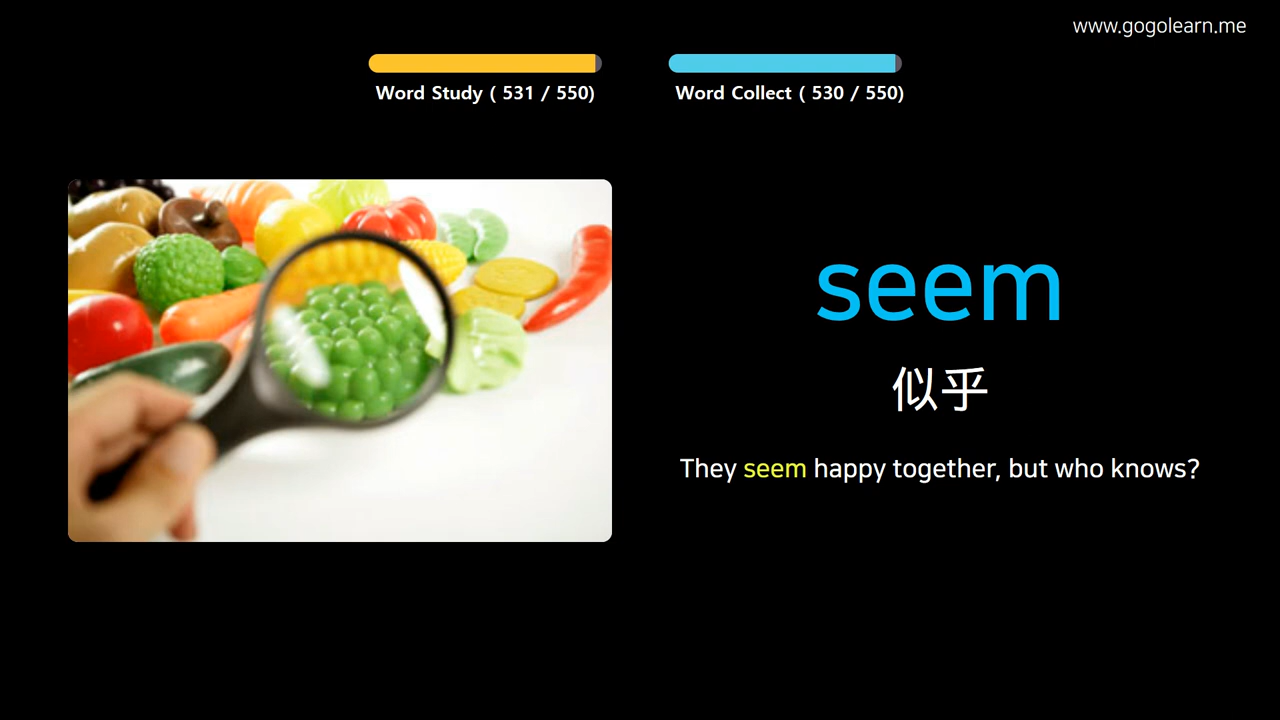 www.gogolearn.me
Word Study ( 531 / 550)
Word Collect ( 530 / 550)
seem
似乎
They seem happy together, but who knows?